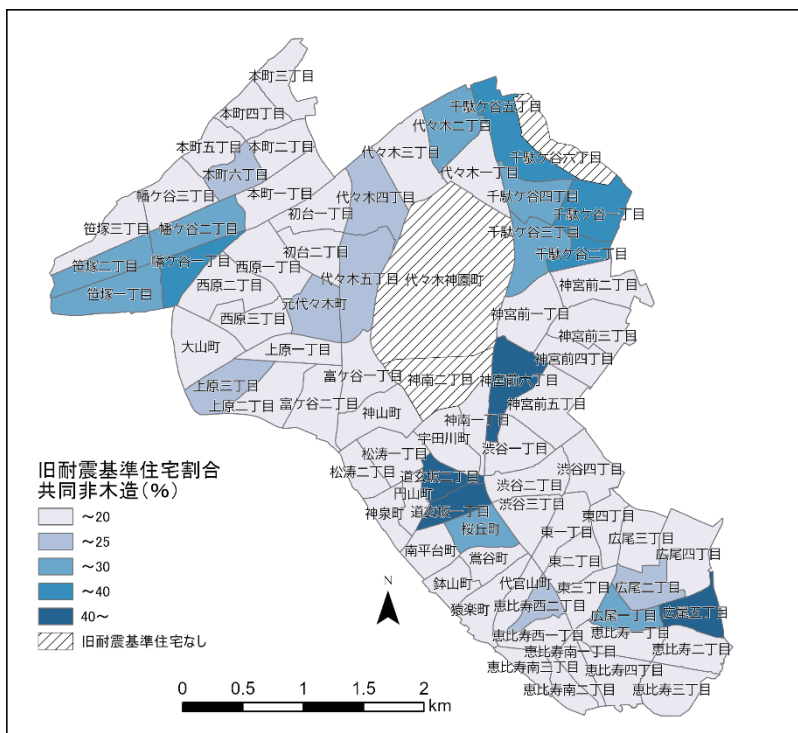 本町三丁目
本町四丁目
本町五丁目
本町二丁目
本町六丁目
幡ケ谷三丁目
本町一丁目
笹塚三丁目
幡ケ谷二丁目
初台一丁目
笹塚二丁目
幡ケ谷一丁目
西原一丁目
初台二丁目
笹塚一丁目
西原二丁目
元代々木町
西原三丁目
大山町
上原一丁目
上原三丁目
上原二丁目
富ケ谷一丁目
富ケ谷二丁目
代々木二丁目
代々木三丁目
代々木一丁目
代々木四丁目
代々木五丁目
代々木神園町
千駄ケ谷五丁目
千駄ケ谷六丁目
千駄ケ谷四丁目
千駄ケ谷一丁目
千駄ケ谷三丁目
千駄ケ谷二丁目
神宮前二丁目
神宮前一丁目
神宮前三丁目
神宮前四丁目
神宮前六丁目
神宮前五丁目
神南二丁目
神山町
神南一丁目
宇田川町
松涛一丁目
松涛二丁目
渋谷一丁目
道玄坂二丁目
円山町
神泉町
道玄坂一丁目
渋谷二丁目
渋谷四丁目
渋谷三丁目
桜丘町
南平台町
鶯谷町
鉢山町
猿楽町
代官山町
東一丁目
東二丁目
東三丁目
東四丁目
広尾三丁目
広尾四丁目
広尾二丁目
広尾一丁目
広尾五丁目
恵比寿西二丁目
恵比寿西一丁目
恵比寿一丁目
恵比寿二丁目
恵比寿南一丁目
恵比寿南三丁目
恵比寿四丁目
恵比寿南二丁目
恵比寿三丁目
旧耐震基準住宅割合
共同非木造(%)
～20
～25
～30
～40
40～
旧耐震基準住宅なし
N
0 0.5 1 1.5 2
km